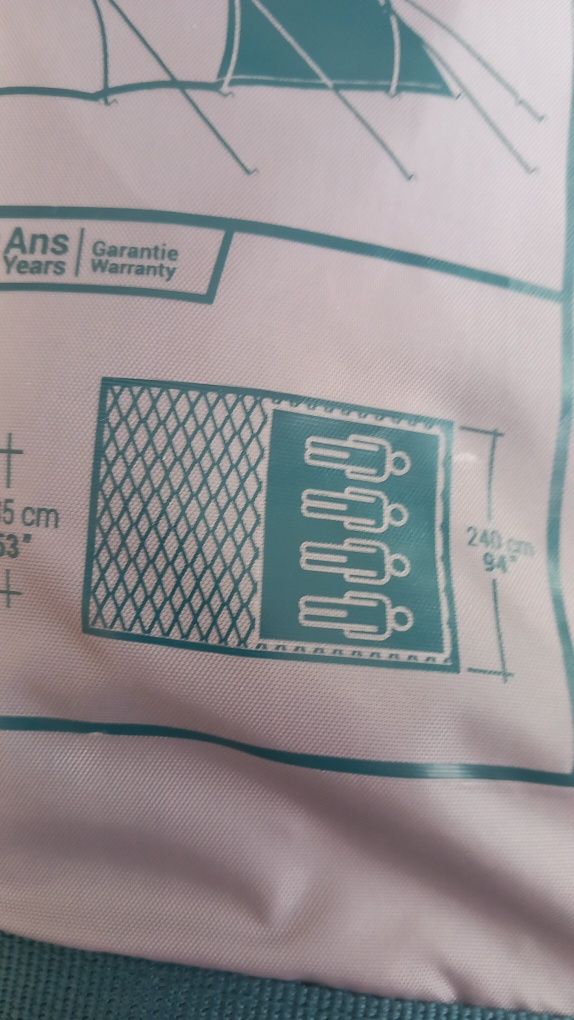 Ans
Years
Garantie
Warranty
5 cm
53"
240 cm
94"